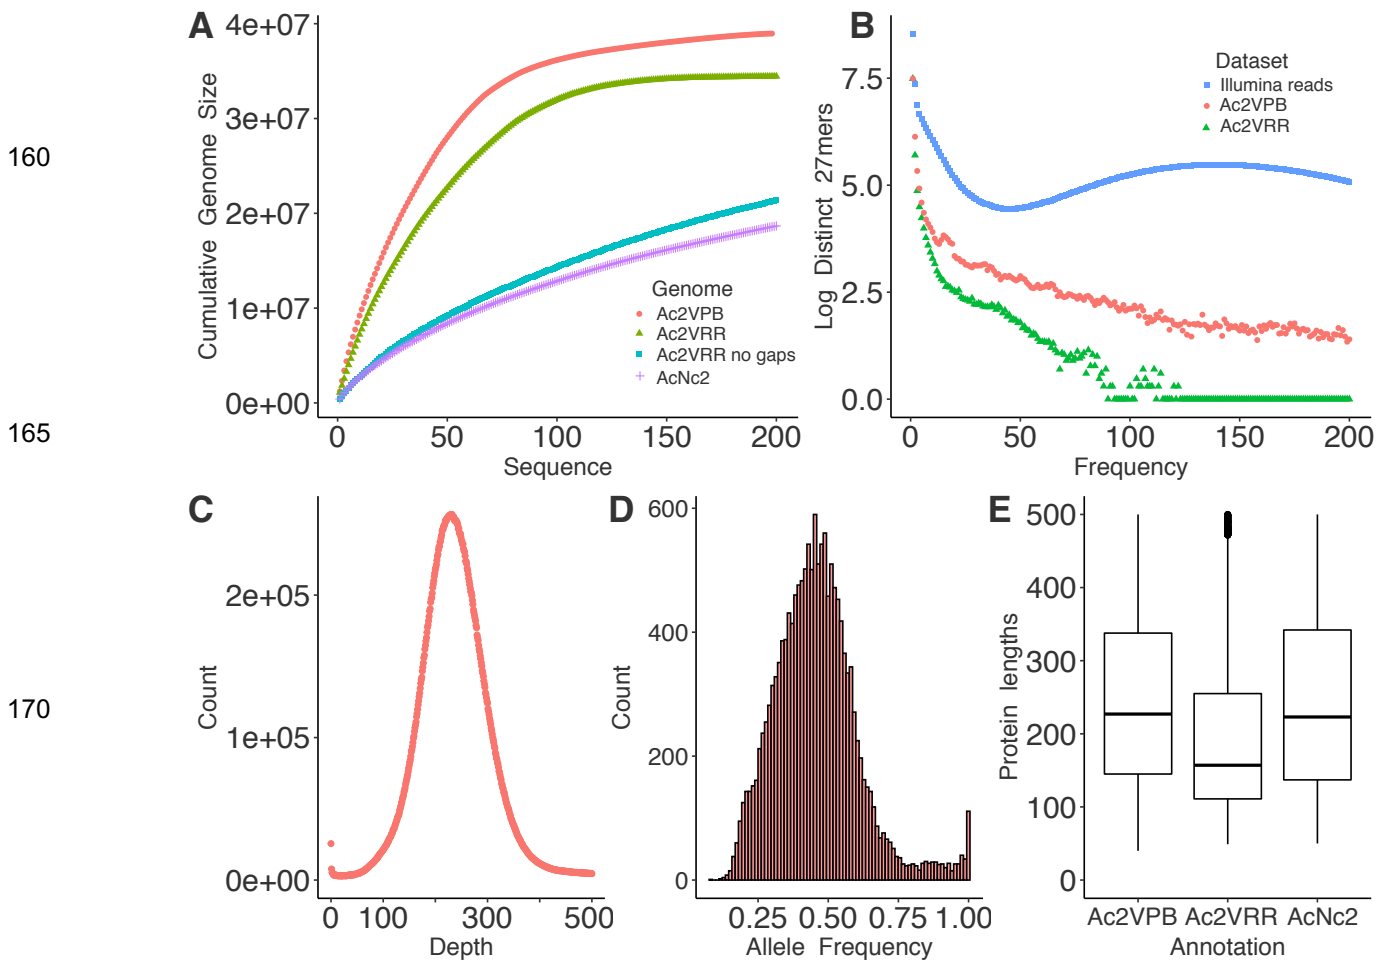 160
165
170
A
4e+07
3e+07
2e+07
1e+07
0e+00
Cumulative Genome Size
0 50 100 150 200
Sequence
Genome
Ac2VPB
Ac2VRR
Ac2VRR no gaps
AcNc2
B
7.5
5.0
2.5
0.0
Log Distinct 27mers
0 50 100 150 200
Frequency
Dataset
Illumina reads
Ac2VPB
Ac2VRR
C
2e+05
1e+05
0e+00
Count
0 100 300 500
Depth
D
600
400
200
0
Count
0.25 0.50 0.75 1.00
Allele Frequency
E
500
400
300
200
100
0
Protein lengths
Ac2VPB Ac2VRR AcNc2
Annotation